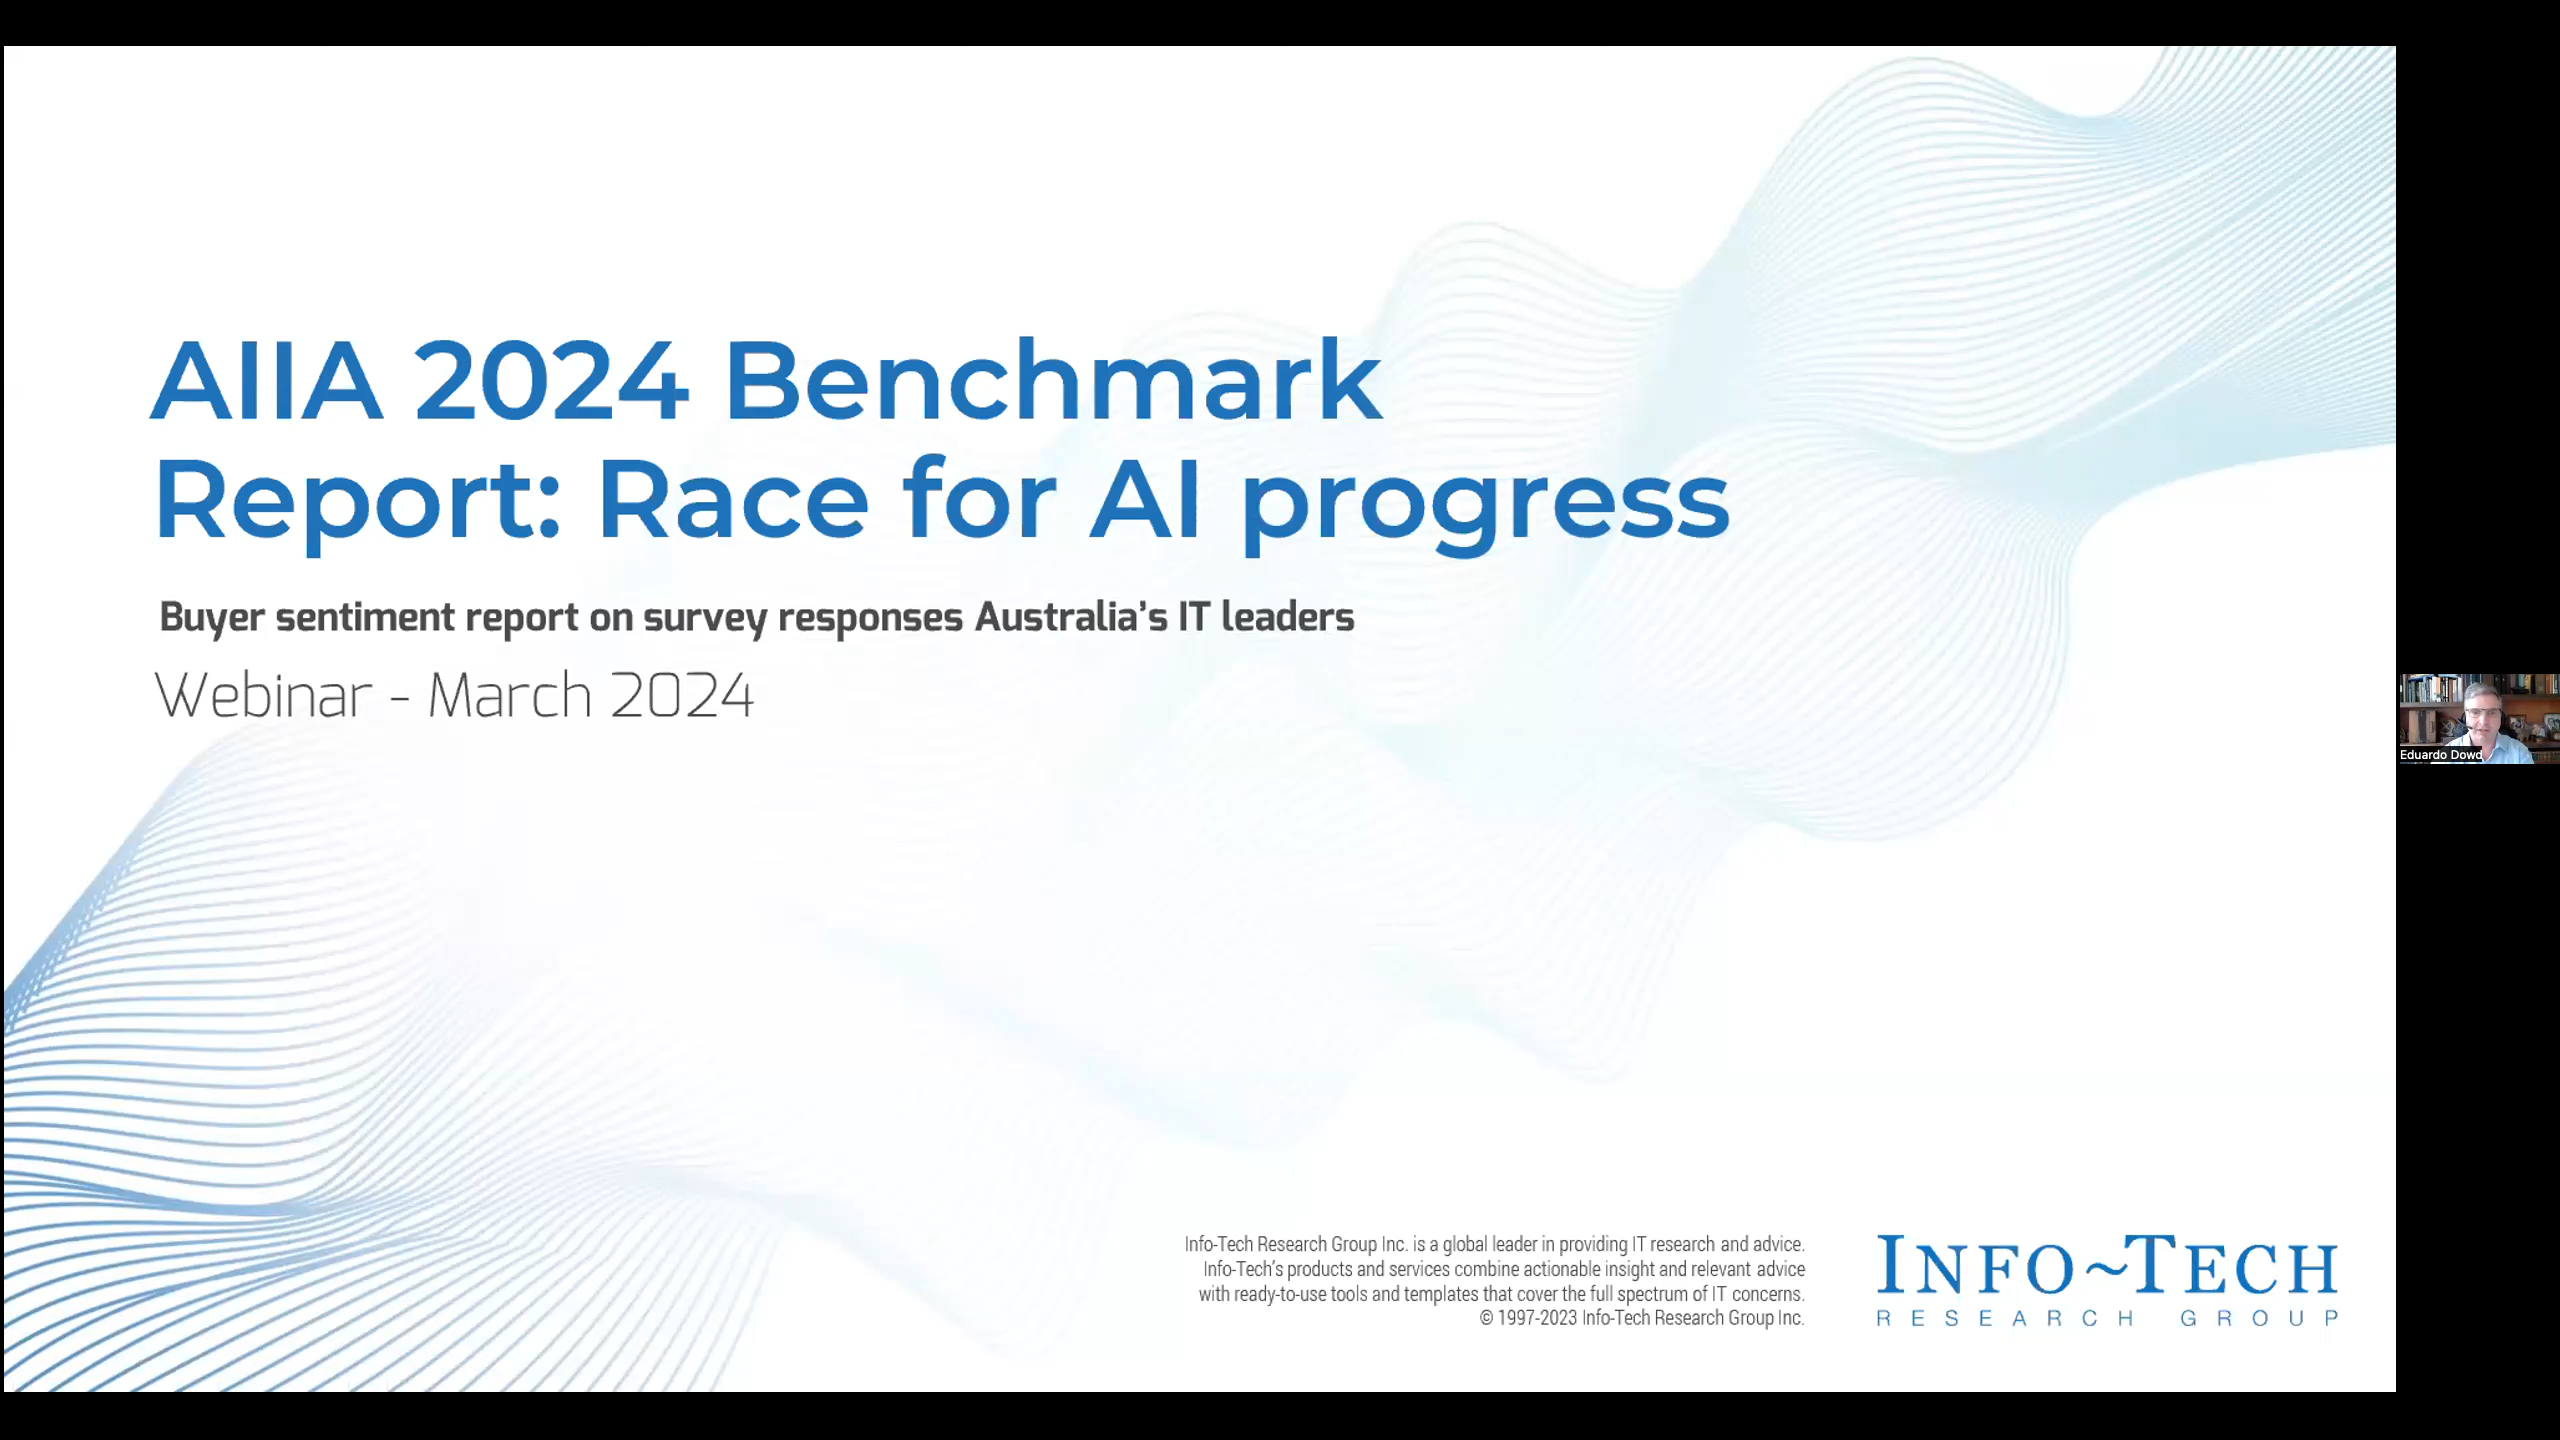 AIIA 2024 Benchmark
Report: Race for AI progress
Buyer sentiment report on survey responses Australia's IT leaders
Webinar - March 2024
Eduardo Dowd
Info-Tech Research Group Inc. is a global leader in providing IT research and advice.
Info-Tech's products and services combine actionable insight and relevant advice
with ready-to-use tools and templates that cover the full spectrum of IT concerns.
© 1997-2023 Info-Tech Research Group Inc.
INFO~TECH
RESEARCH GROUP